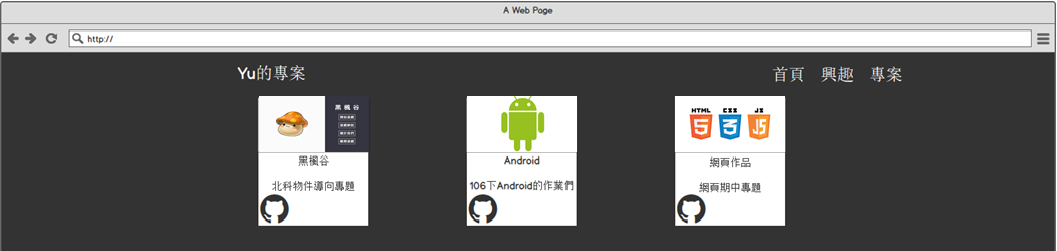 A Web Page
http://
Yu的專案
首頁 興趣 專案
黑楓谷
HTML CSS JS
5 3 JS
黑楓谷
北科物件導向專題
Android
106下Android的作業們
網頁作品
網頁期中專題